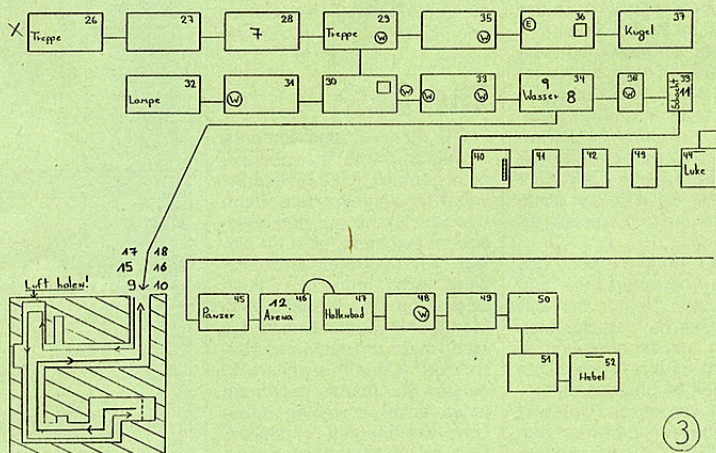 X Treppe 26 27 7 28 Treppe 29 W 35 W E 36 Kugel 37
Lampe 32 W 31 30 W W 33 W 9 Wasser 8 34 W 38 Schacht 11 39
40 41 42 43 Luke 44
17 18
15 16
9 10
Luft holen!
Panzer 45 12 Arena 46 Hallenbad 47 W 48 49 50
51 Hebel 52
3